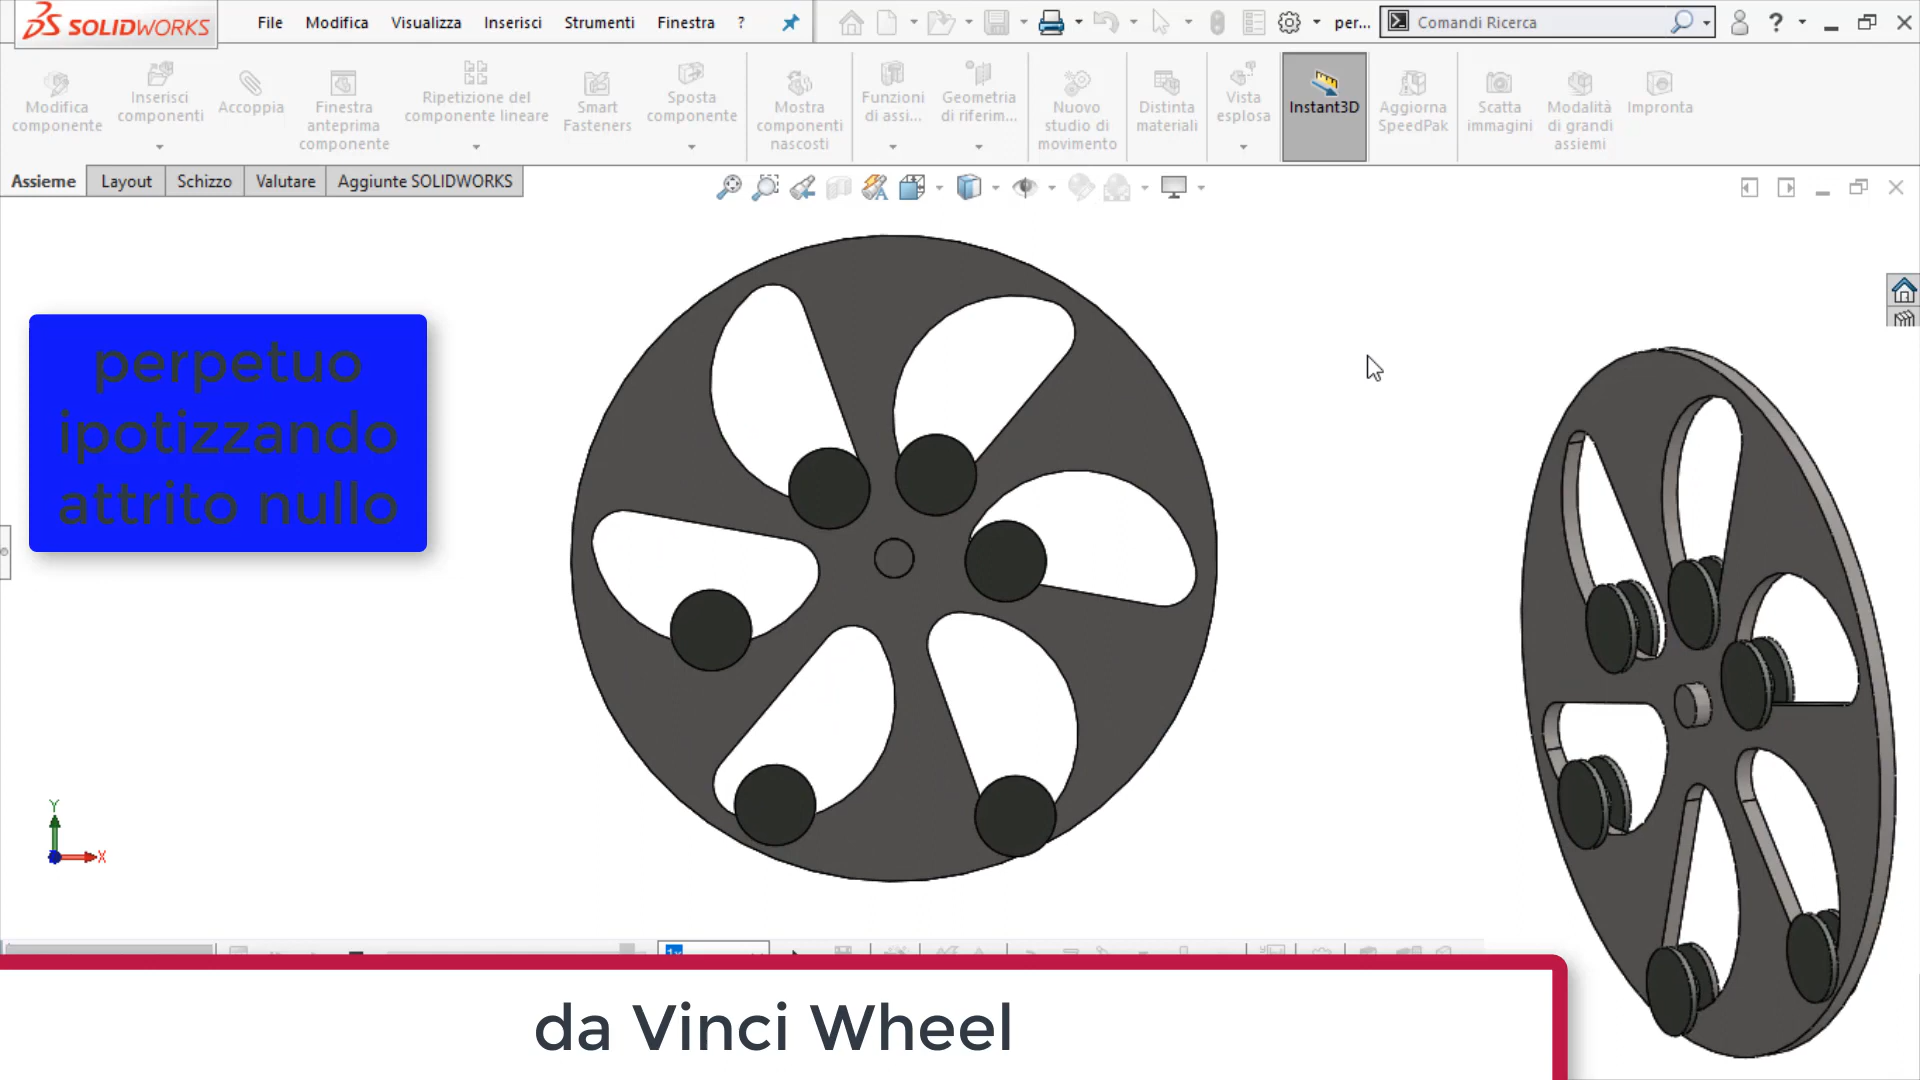 SOLIDWORKS
File Modifica Visualizza Inserisci Strumenti Finestra ? per... Comandi Ricerca ?
Modifica
componente
Inserisci
componenti
Accoppia
Finestra
anteprima
componente
Ripetizione del
componente lineare
Smart
Fasteners
Sposta
componente
Mostra
componenti
nascosti
Funzioni
di assi...
Geometria
di riferim...
Nuovo
studio di
movimento
Distinta
materiali
Vista
esplosa
Instant3D
Aggiorna
SpeedPak
Scatta
immagini
Modalità
di grandi
assiemi
Impronta
Assieme Layout Schizzo Valutare Aggiunte SOLIDWORKS
perpetuo
ipotizzando
attrito nullo
Y
X
da Vinci Wheel